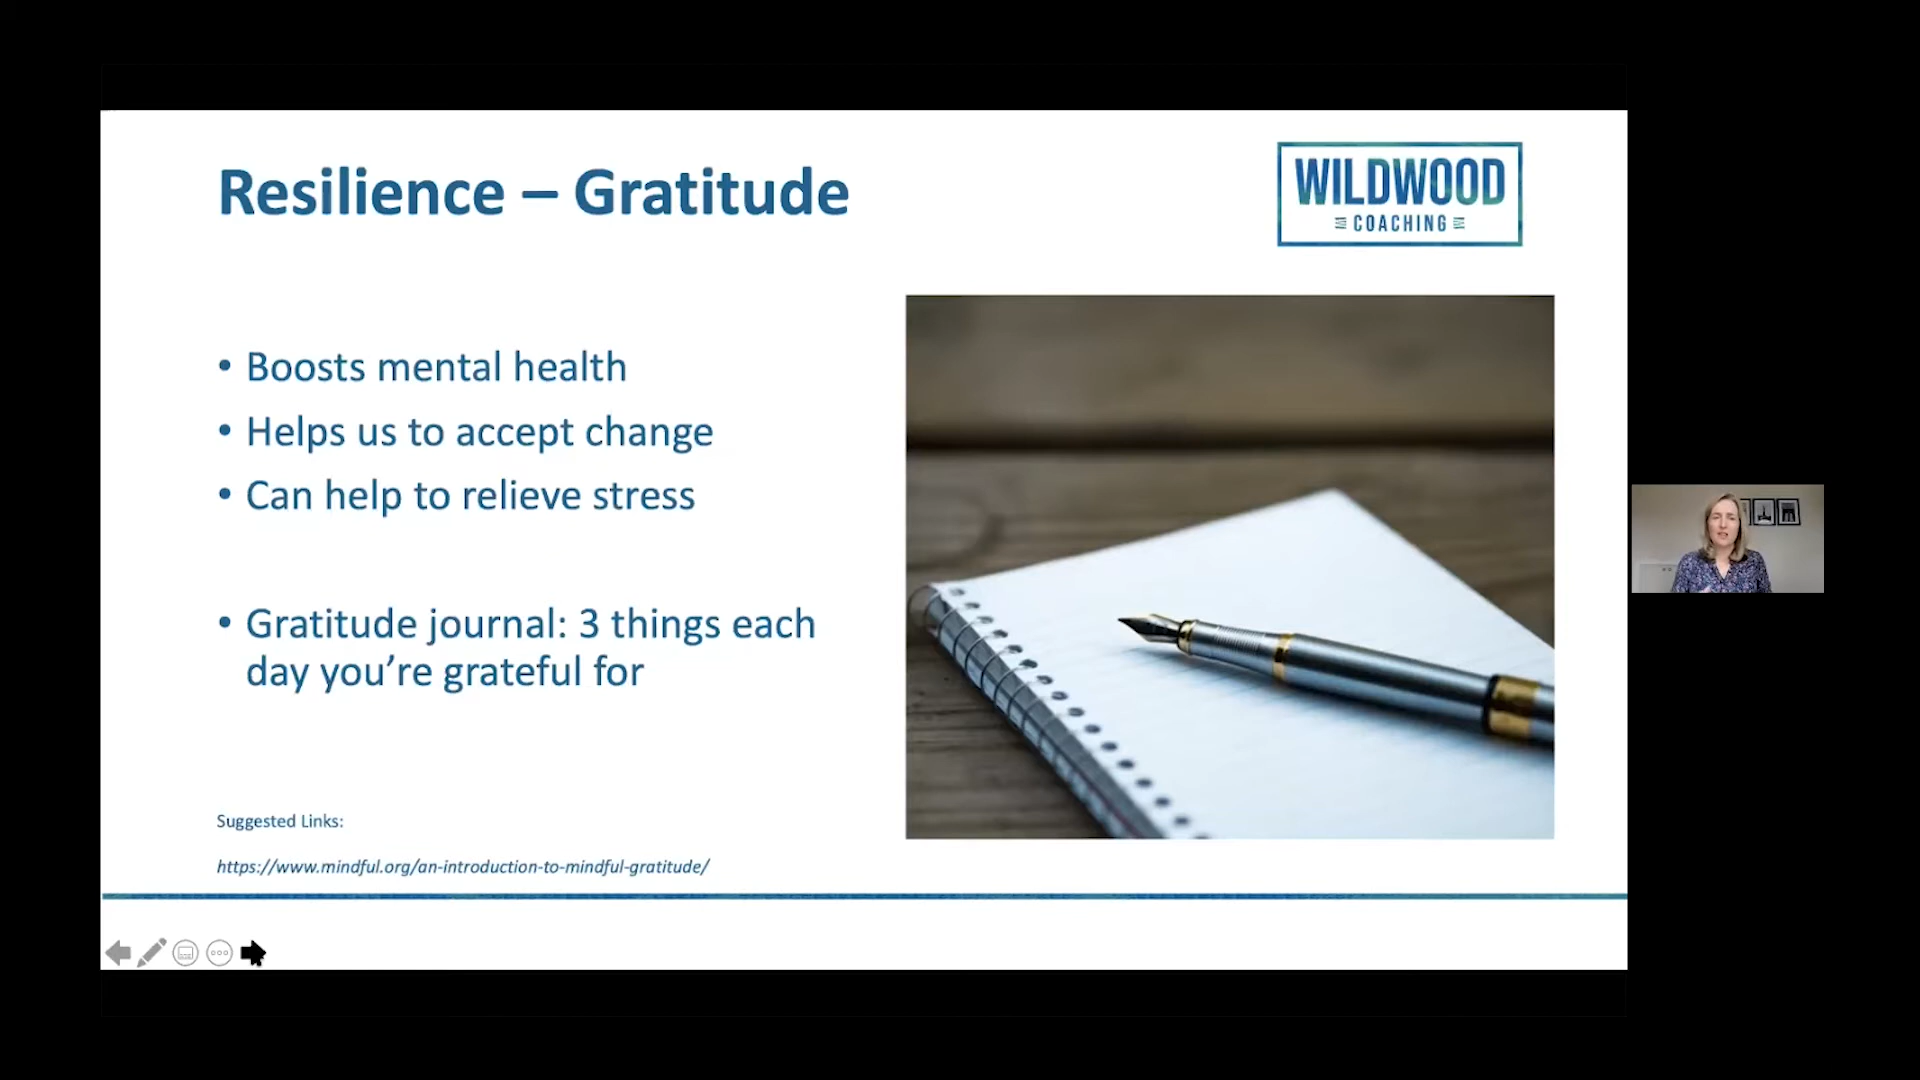 Resilience – Gratitude
WILDWOOD
COACHING
• Boosts mental health
• Helps us to accept change
• Can help to relieve stress
• Gratitude journal: 3 things each
day you’re grateful for
Suggested Links:
https://www.mindful.org/an-introduction-to-mindful-gratitude/